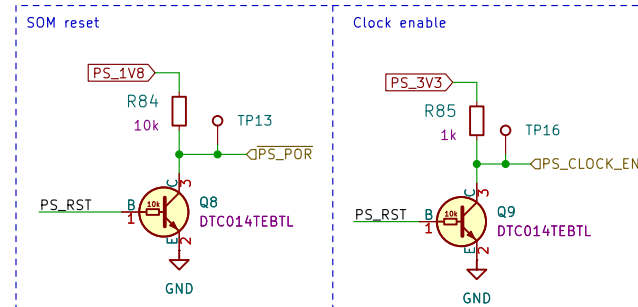 SOM reset
PS_1V8
R84
10k
TP13
PS_POR
PS_RST
B
1
10k
C
3
E
2
Q8
DTC014TEBTL
GND
Clock enable
PS_3V3
R85
1k
TP16
PS_CLOCK_EN
PS_RST
B
1
10k
C
3
E
2
Q9
DTC014TEBTL
GND